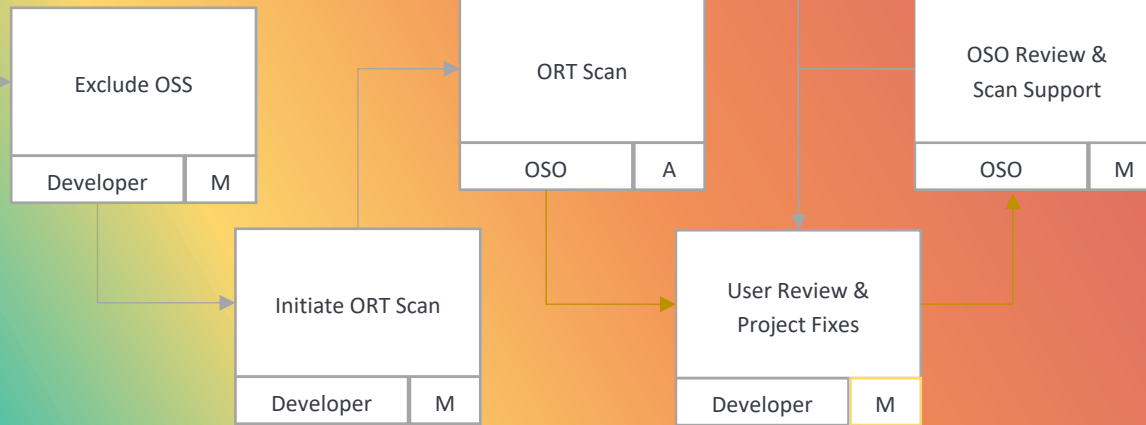 Exclude OSS
Developer M
Initiate ORT Scan
Developer M
ORT Scan
OSO A
User Review &
Project Fixes
Developer M
OSO Review &
Scan Support
OSO M